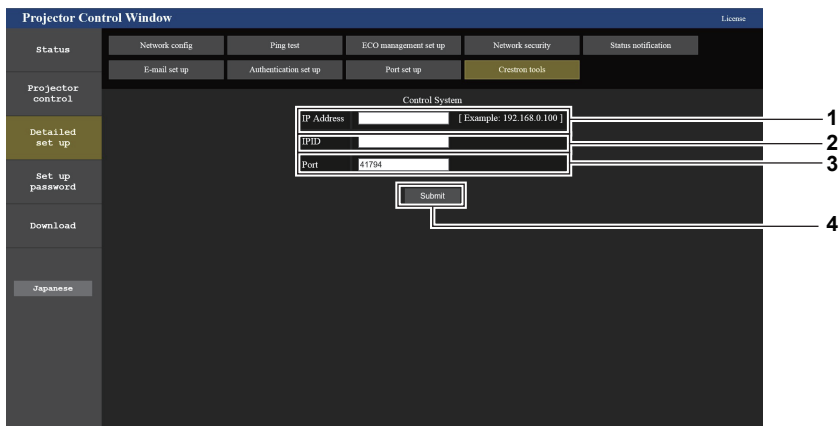 Projector Control Window License
Status
Network config Ping test ECO management set up Network security Status notification
E-mail set up Authentication set up Port set up Crestron tools
Projector
control
Detailed
set up
Set up
password
Download
Japanese
Control System
IP Address [ Example: 192.168.0.100 ] 1
IPID 2
Port 41794 3
Submit 4